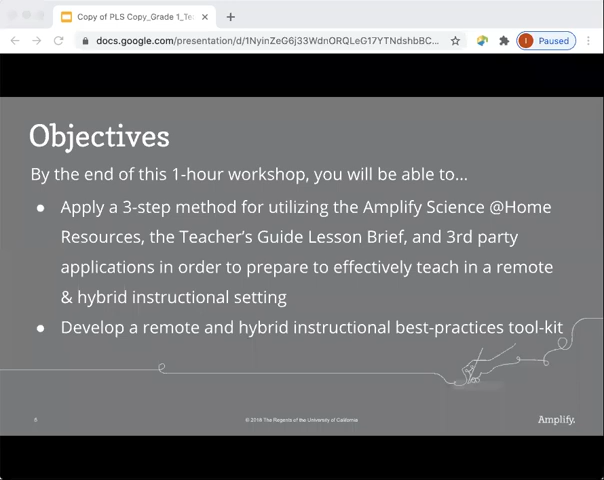 Copy of PLS Copy_Grade 1_Te
docs.google.com/presentation/d/1NyinZeG6j33WdnORQLeG17YTNdshbBC...
Paused
Objectives
By the end of this 1-hour workshop, you will be able to...
● Apply a 3-step method for utilizing the Amplify Science @Home
Resources, the Teacher's Guide Lesson Brief, and 3rd party
applications in order to prepare to effectively teach in a remote
& hybrid instructional setting
● Develop a remote and hybrid instructional best-practices tool-kit
© 2018 The Regents of the University of California
Amplify.